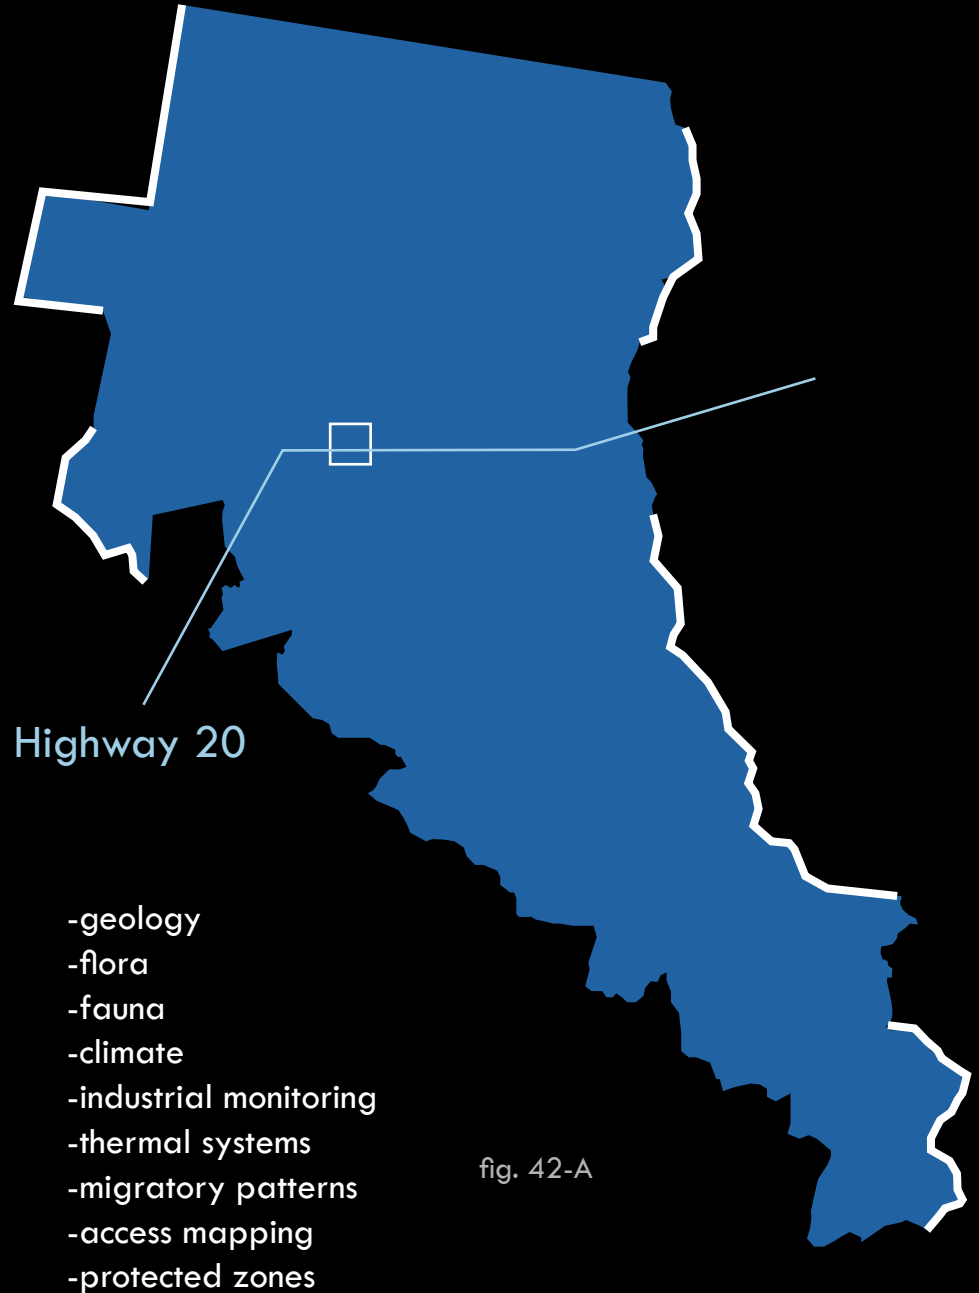 Highway 20
-geology
-flora
-fauna
-climate
-industrial monitoring
-thermal systems
-migratory patterns
-access mapping
-protected zones
fig. 42-A